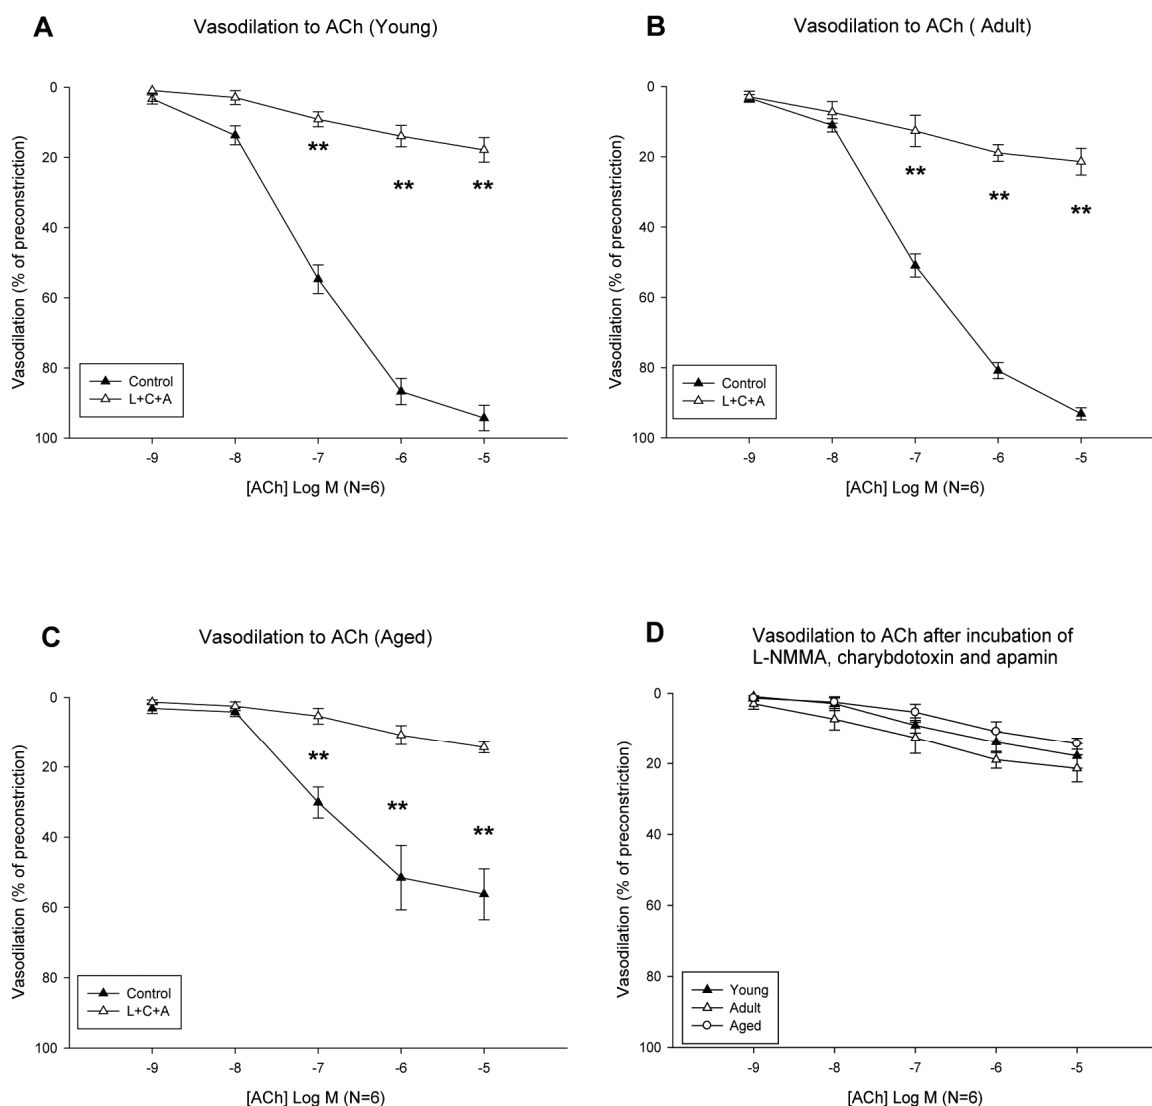 A
Vasodilation to ACh (Young)
0
20
40
60
80
100
Vasodilation (% of preconstriction)
**
**
**
Control
L+C+A
-9
-8
-7
-6
-5
[ACh] Log M (N=6)
B
Vasodilation to ACh ( Adult)
0
20
40
60
80
100
Vasodilation (% of preconstriction)
**
**
**
Control
L+C+A
-9
-8
-7
-6
-5
[ACh] Log M (N=6)
C
Vasodilation to ACh (Aged)
0
20
40
60
80
100
Vasodilation (% of preconstriction)
**
**
**
Control
L+C+A
-9
-8
-7
-6
-5
[ACh] Log M (N=6)
D
Vasodilation to ACh after incubation of
L-NMMA, charybdotoxin and apamin
0
20
40
60
80
100
Vasodilation (% of preconstriction)
Young
Adult
Aged
-9
-8
-7
-6
-5
[ACh] Log M (N=6)